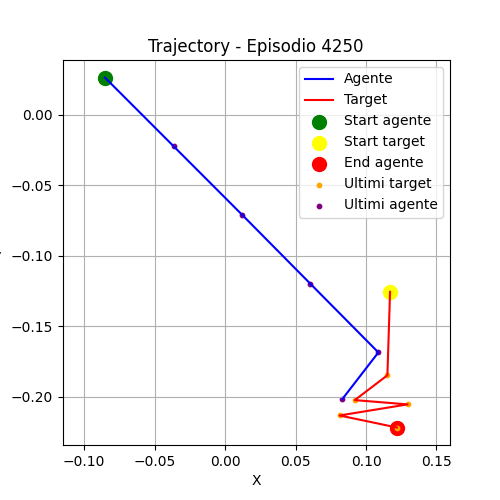 Trajectory - Episodio 4250
Agente
Target
Start agente
Start target
End agente
Ultimi target
Ultimi agente
0.00
−0.05
−0.10
−0.15
−0.20
−0.10
−0.05
0.00
0.05
0.10
0.15
X